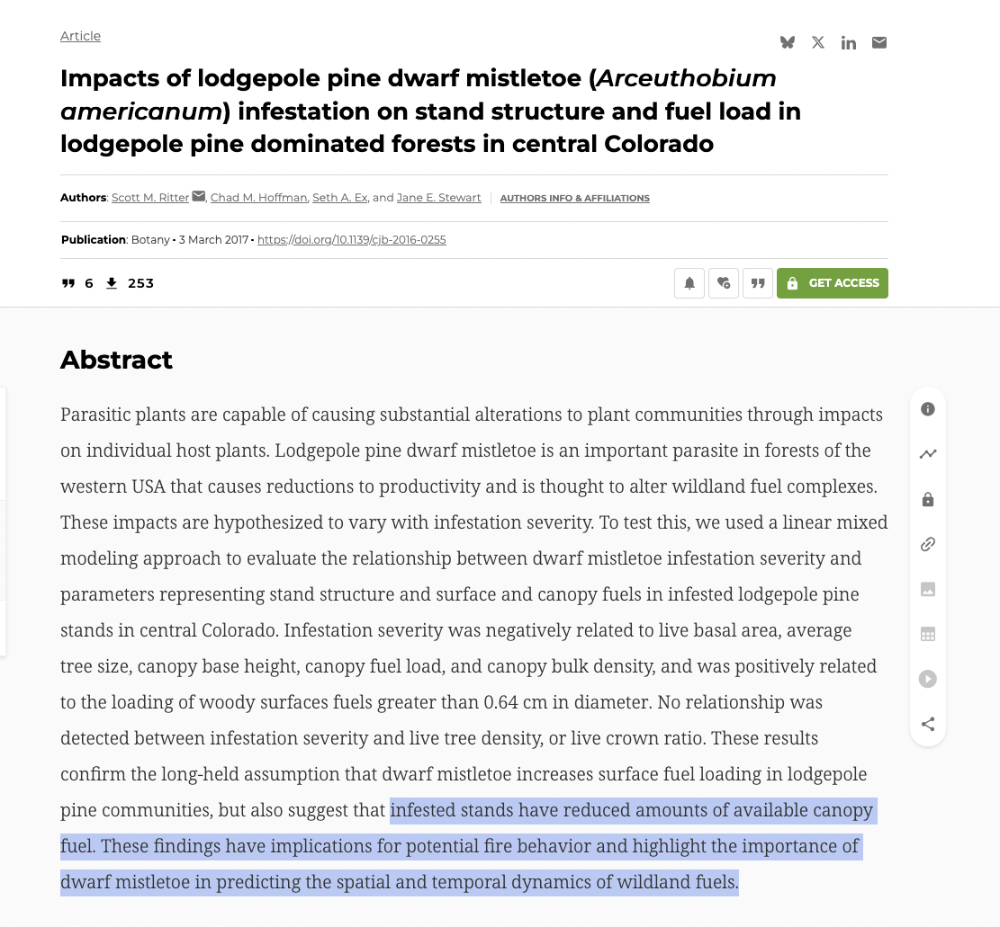 Article
Impacts of lodgepole pine dwarf mistletoe (Arceuthobium
americanum) infestation on stand structure and fuel load in
lodgepole pine dominated forests in central Colorado
Authors: Scott M. Ritter, Chad M. Hoffman, Seth A. Ex, and Jane E. Stewart AUTHORS INFO & AFFILIATIONS
Publication: Botany • 3 March 2017 • https://doi.org/10.1139/cjb-2016-0255
6 253
GET ACCESS
Abstract
Parasitic plants are capable of causing substantial alterations to plant communities through impacts
on individual host plants. Lodgepole pine dwarf mistletoe is an important parasite in forests of the
western USA that causes reductions to productivity and is thought to alter wildland fuel complexes.
These impacts are hypothesized to vary with infestation severity. To test this, we used a linear mixed
modeling approach to evaluate the relationship between dwarf mistletoe infestation severity and
parameters representing stand structure and surface and canopy fuels in infested lodgepole pine
stands in central Colorado. Infestation severity was negatively related to live basal area, average
tree size, canopy base height, canopy fuel load, and canopy bulk density, and was positively related
to the loading of woody surfaces fuels greater than 0.64 cm in diameter. No relationship was
detected between infestation severity and live tree density, or live crown ratio. These results
confirm the long-held assumption that dwarf mistletoe increases surface fuel loading in lodgepole
pine communities, but also suggest that infested stands have reduced amounts of available canopy
fuel. These findings have implications for potential fire behavior and highlight the importance of
dwarf mistletoe in predicting the spatial and temporal dynamics of wildland fuels.